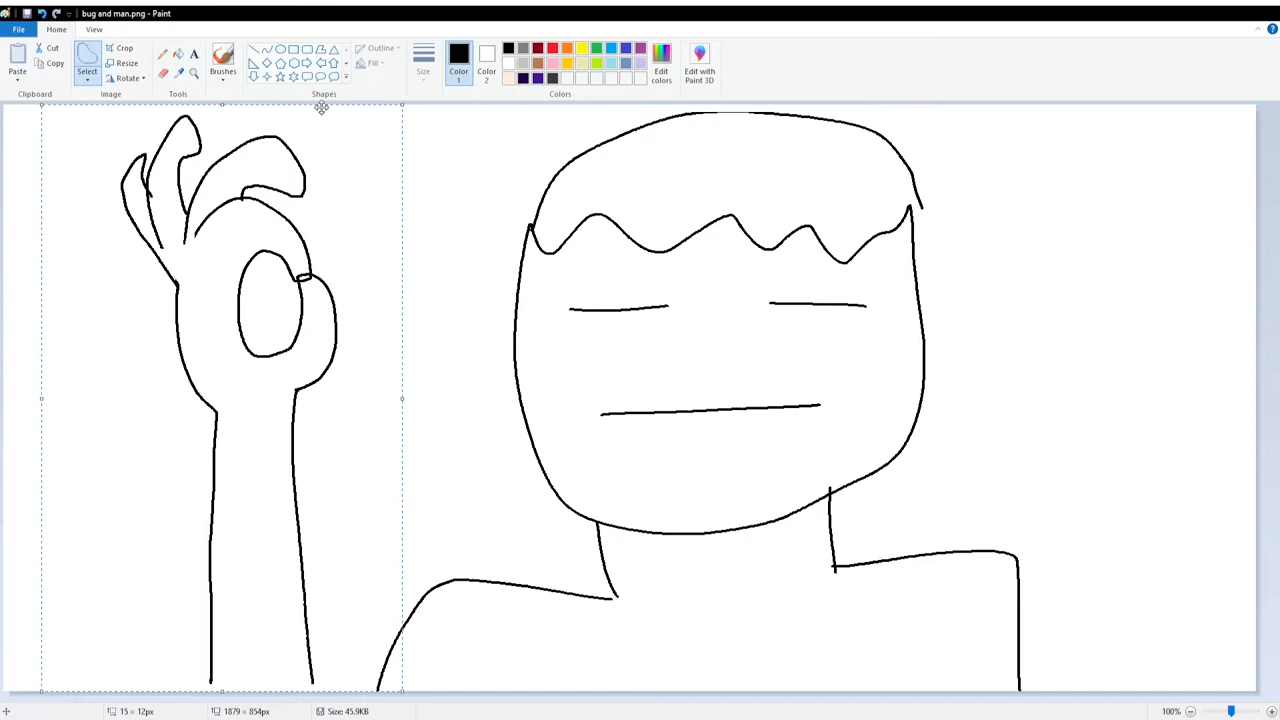 bug and man.png - Paint
File Home View
Paste
Cut
Copy
Clipboard
Select
Crop
Resize
Rotate
Image
A
Tools
Brushes
Outline
Fill
Shapes
Size
Color 1
Color 2
Edit colors
Colors
Edit with Paint 3D
15 × 12px
1879 × 854px
Size: 45.9KB
100%